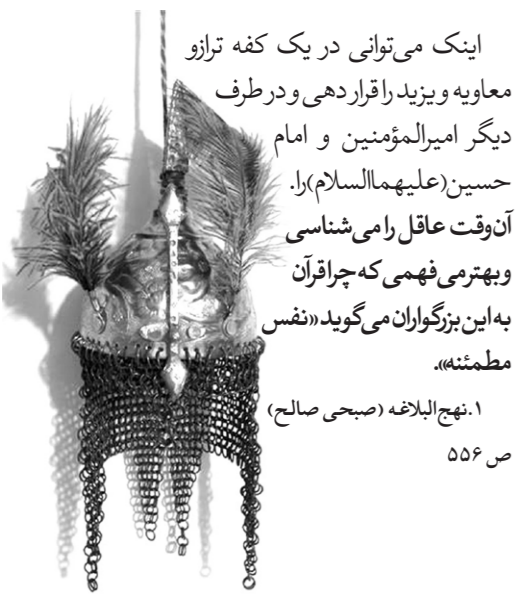 اینک می‌توانی در یک کفه ترازو
معاویه و یزید را قرار دهی و در طرف
دیگر امیرالمؤمنین و امام
حسین(علیهماالسلام)را.
آن‌وقت عاقل را می‌شناسی
و بهتر می‌فهمی که چرا قرآن
به این بزرگواران می‌گوید «نفس
مطمئنه».
۱.نهج‌البلاغه (صبحی صالح)
ص ۵۵۶